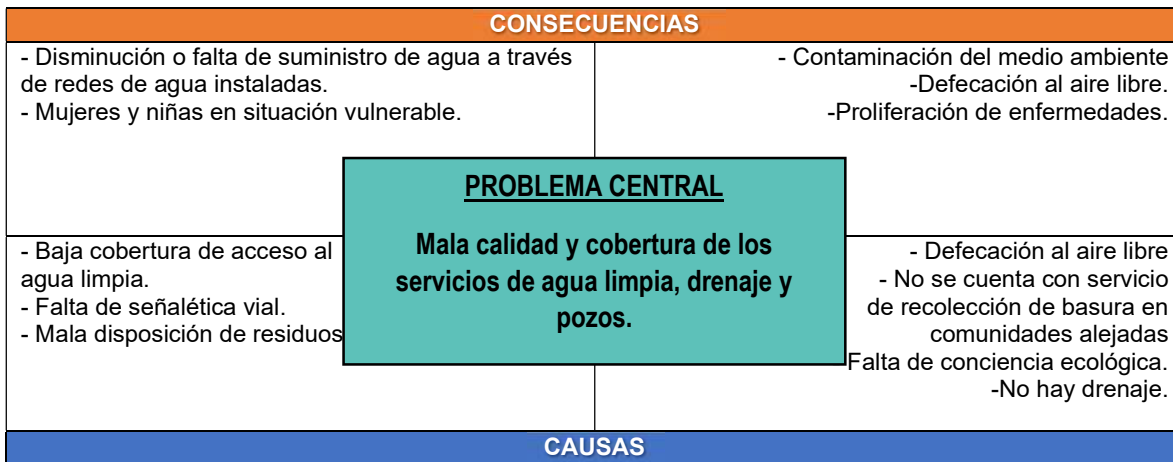 CONSECUENCIAS
- Disminución o falta de suministro de agua a través
de redes de agua instaladas.
- Mujeres y niñas en situación vulnerable.
- Contaminación del medio ambiente
-Defecación al aire libre.
-Proliferación de enfermedades.
PROBLEMA CENTRAL
Mala calidad y cobertura de los
servicios de agua limpia, drenaje y
pozos.
- Baja cobertura de acceso al
agua limpia.
- Falta de señalética vial.
- Mala disposición de residuos
- Defecación al aire libre
- No se cuenta con servicio
de recolección de basura en
comunidades alejadas
Falta de conciencia ecológica.
-No hay drenaje.
CAUSAS